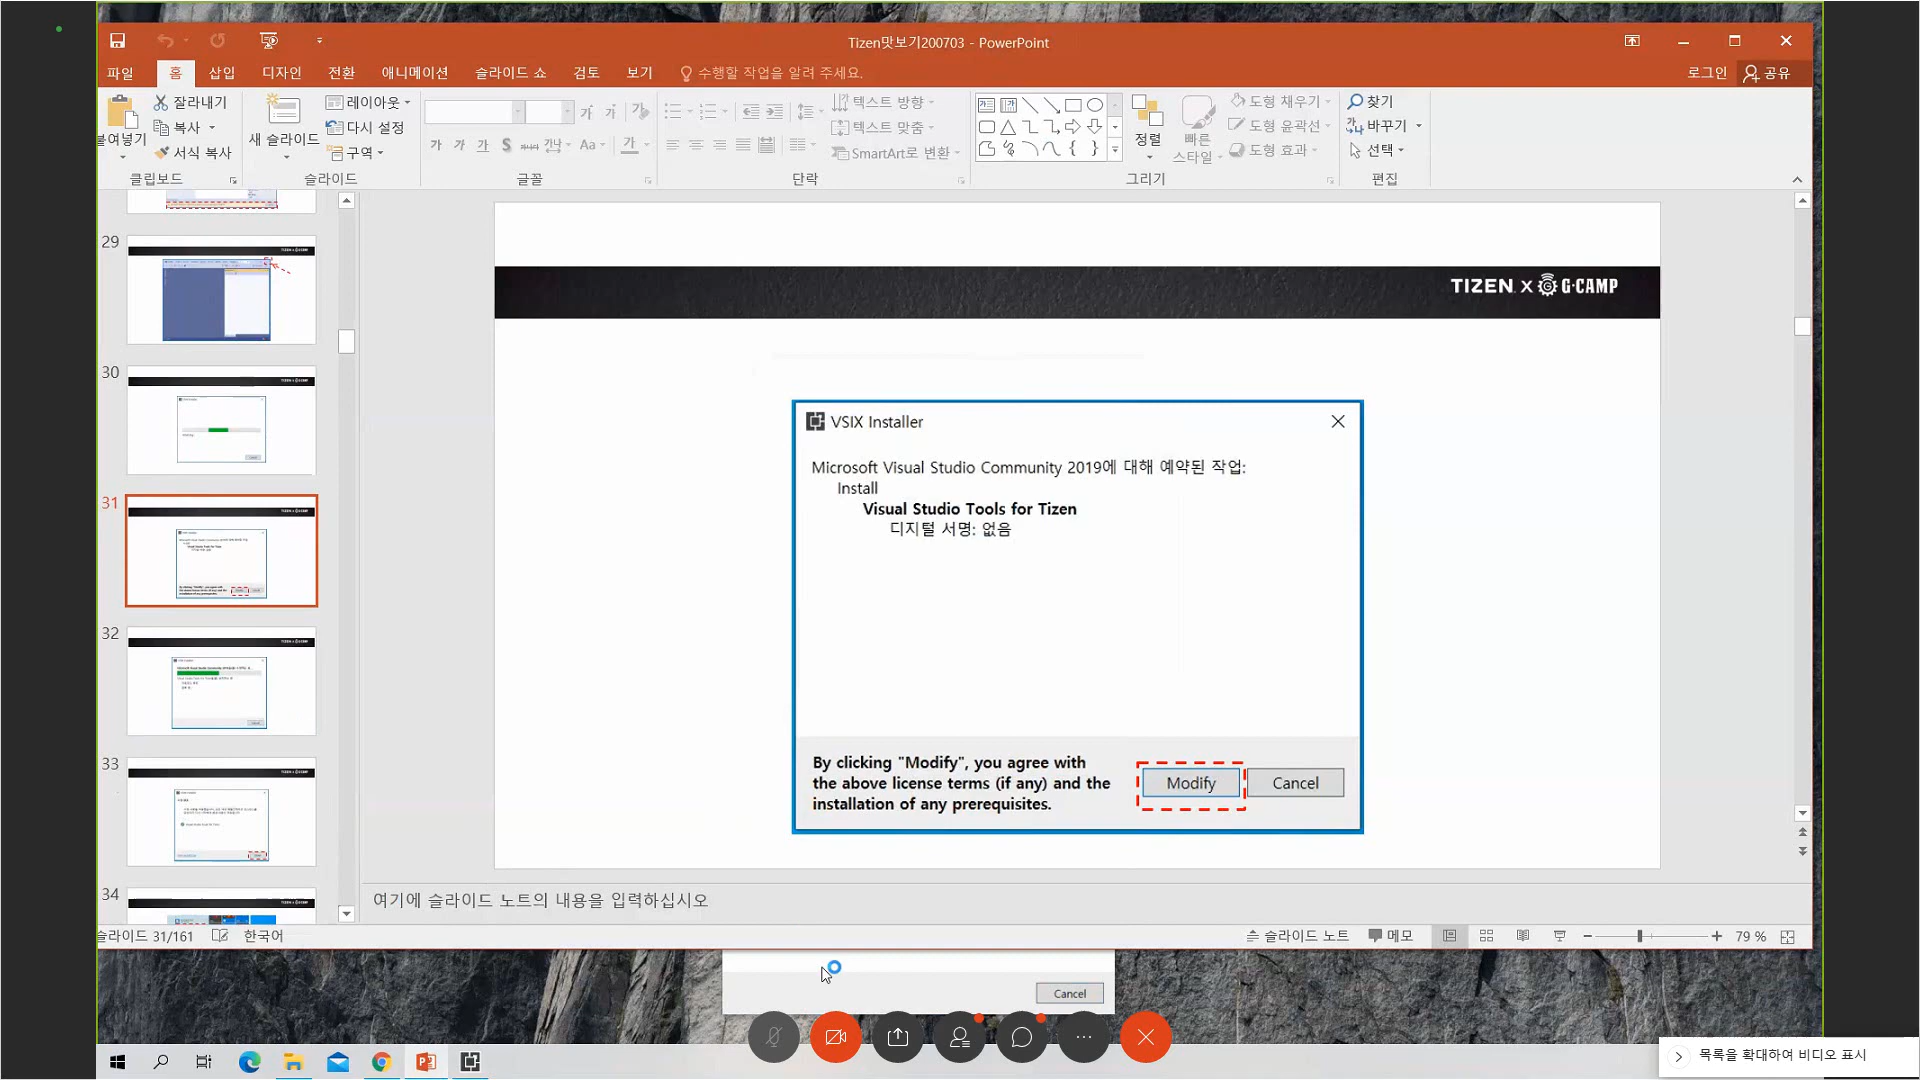 Tizen맛보기200703 - PowerPoint
파일 홈 삽입 디자인 전환 애니메이션 슬라이드 쇼 검토 보기 수행할 작업을 알려 주세요. 로그인 공유
잘라내기
복사
서식 복사
클립보드
새 슬라이드
레이아웃
다시 설정
구역
슬라이드
가 가 가 S 간 Aa 가
글꼴
텍스트 방향
텍스트 맞춤
SmartArt로 변환
단락
정렬
빠른
스타일
도형 채우기
도형 윤곽선
도형 효과
그리기
찾기
바꾸기
선택
편집
29
30
31
32
33
34
TIZEN X G·CAMP
VSIX Installer
Microsoft Visual Studio Community 2019에 대해 예약된 작업:
Install
Visual Studio Tools for Tizen
디지털 서명: 없음
By clicking "Modify", you agree with
the above license terms (if any) and the
installation of any prerequisites.
Modify Cancel
여기에 슬라이드 노트의 내용을 입력하십시오
슬라이드 31/161 한국어 슬라이드 노트 메모 79 %
Cancel
목록을 확대하여 비디오 표시